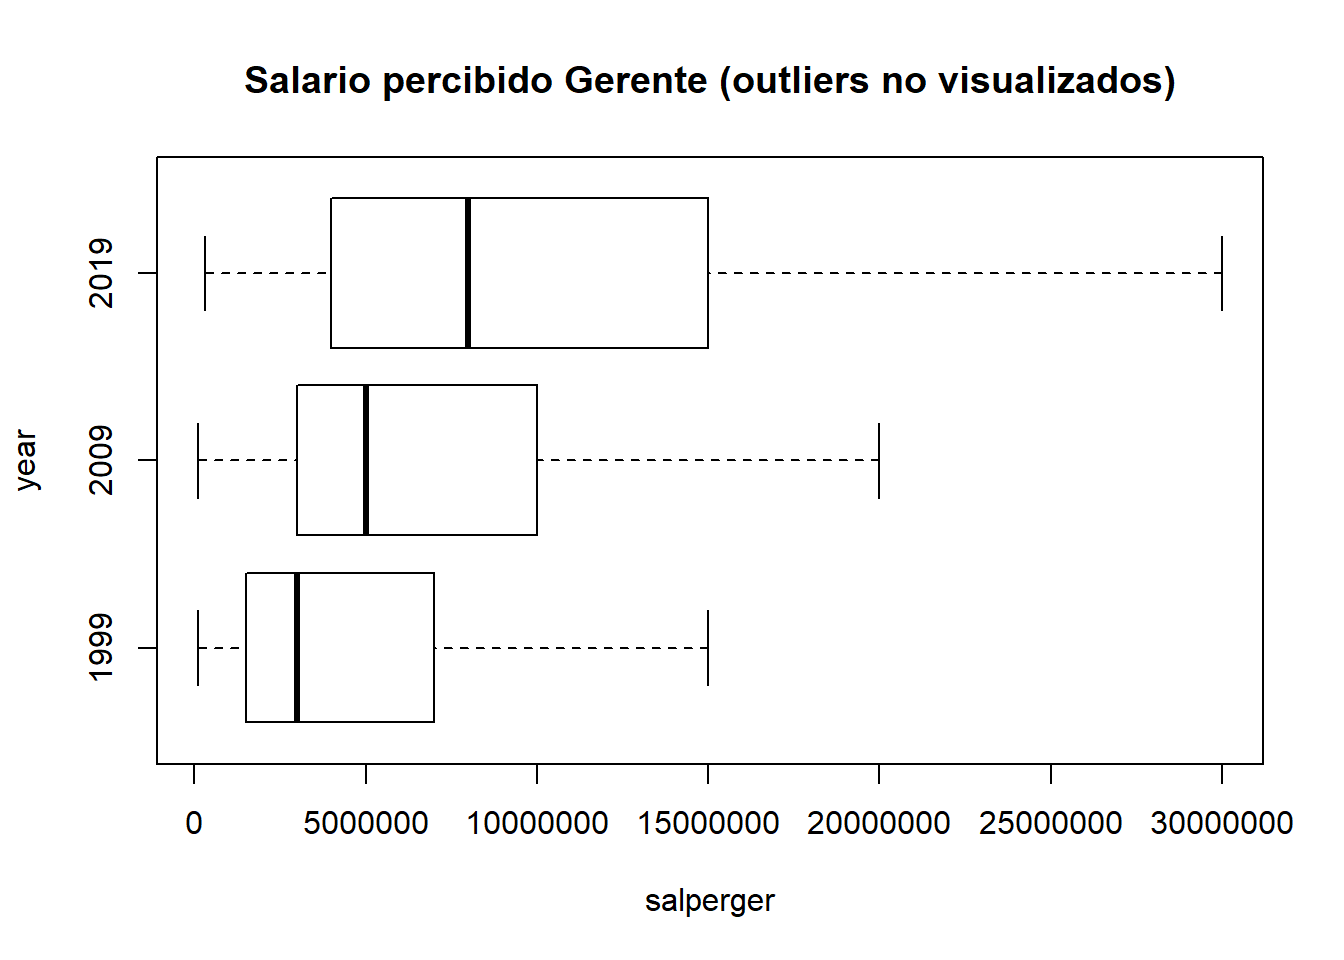 Salario percibido Gerente (outliers no visualizados)
2019
2009
1999
year
0 5000000 10000000 15000000 20000000 25000000 30000000
salperger